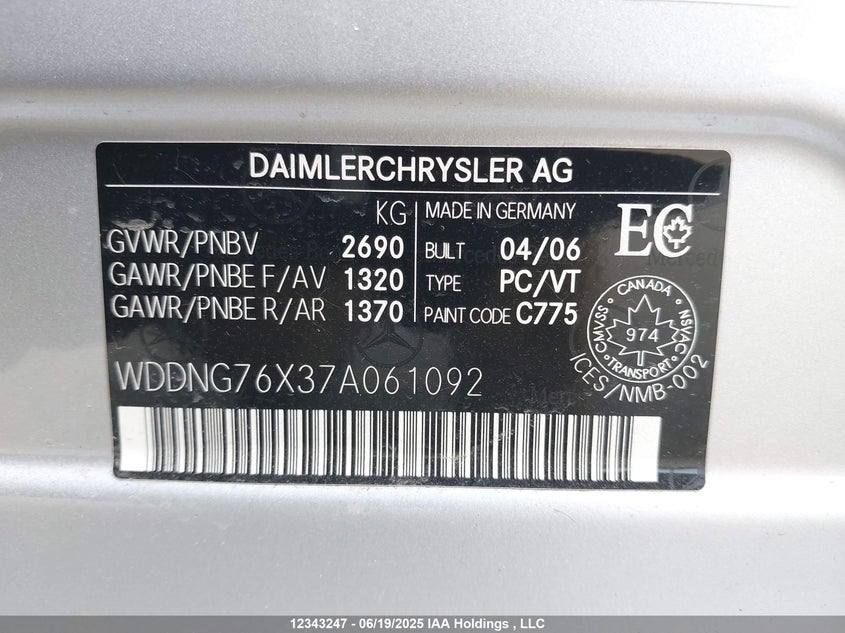 DAIMLERCHRYSLER AG
KG
GVWR/PNBV 2690
GAWR/PNBE F/AV 1320
GAWR/PNBE R/AR 1370
MADE IN GERMANY
BUILT 04/06
TYPE PC/VT
PAINT CODE C775
EC
CANADA
CMVSS 974 NSVAC
TRANSPORT
ICES/NMB-002
WDDNG76X37A061092
12343247 - 06/19/2025 IAA Holdings , LLC